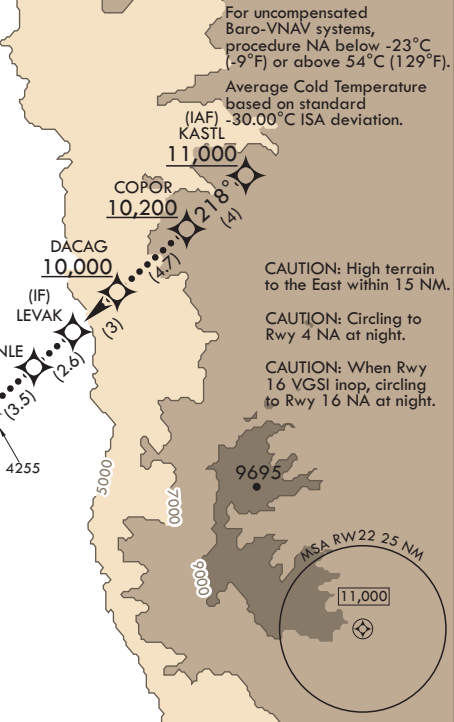 For uncompensated
Baro-VNAV systems,
procedure NA below -23°C
(-9°F) or above 54°C (129°F).
Average Cold Temperature
based on standard
-30.00°C ISA deviation.
(IAF)
KASTL
11,000
COPOR
10,200
218°
(4)
DACAG
10,000
(4.7)
(IF)
LEVAK
(3)
NLE
(2.6)
(3.5)
4255
CAUTION: High terrain
to the East within 15 NM.
CAUTION: Circling to
Rwy 4 NA at night.
CAUTION: When Rwy
16 VGSI inop, circling
to Rwy 16 NA at night.
5000
7000
9000
9695
MSA RW22 25 NM
11,000